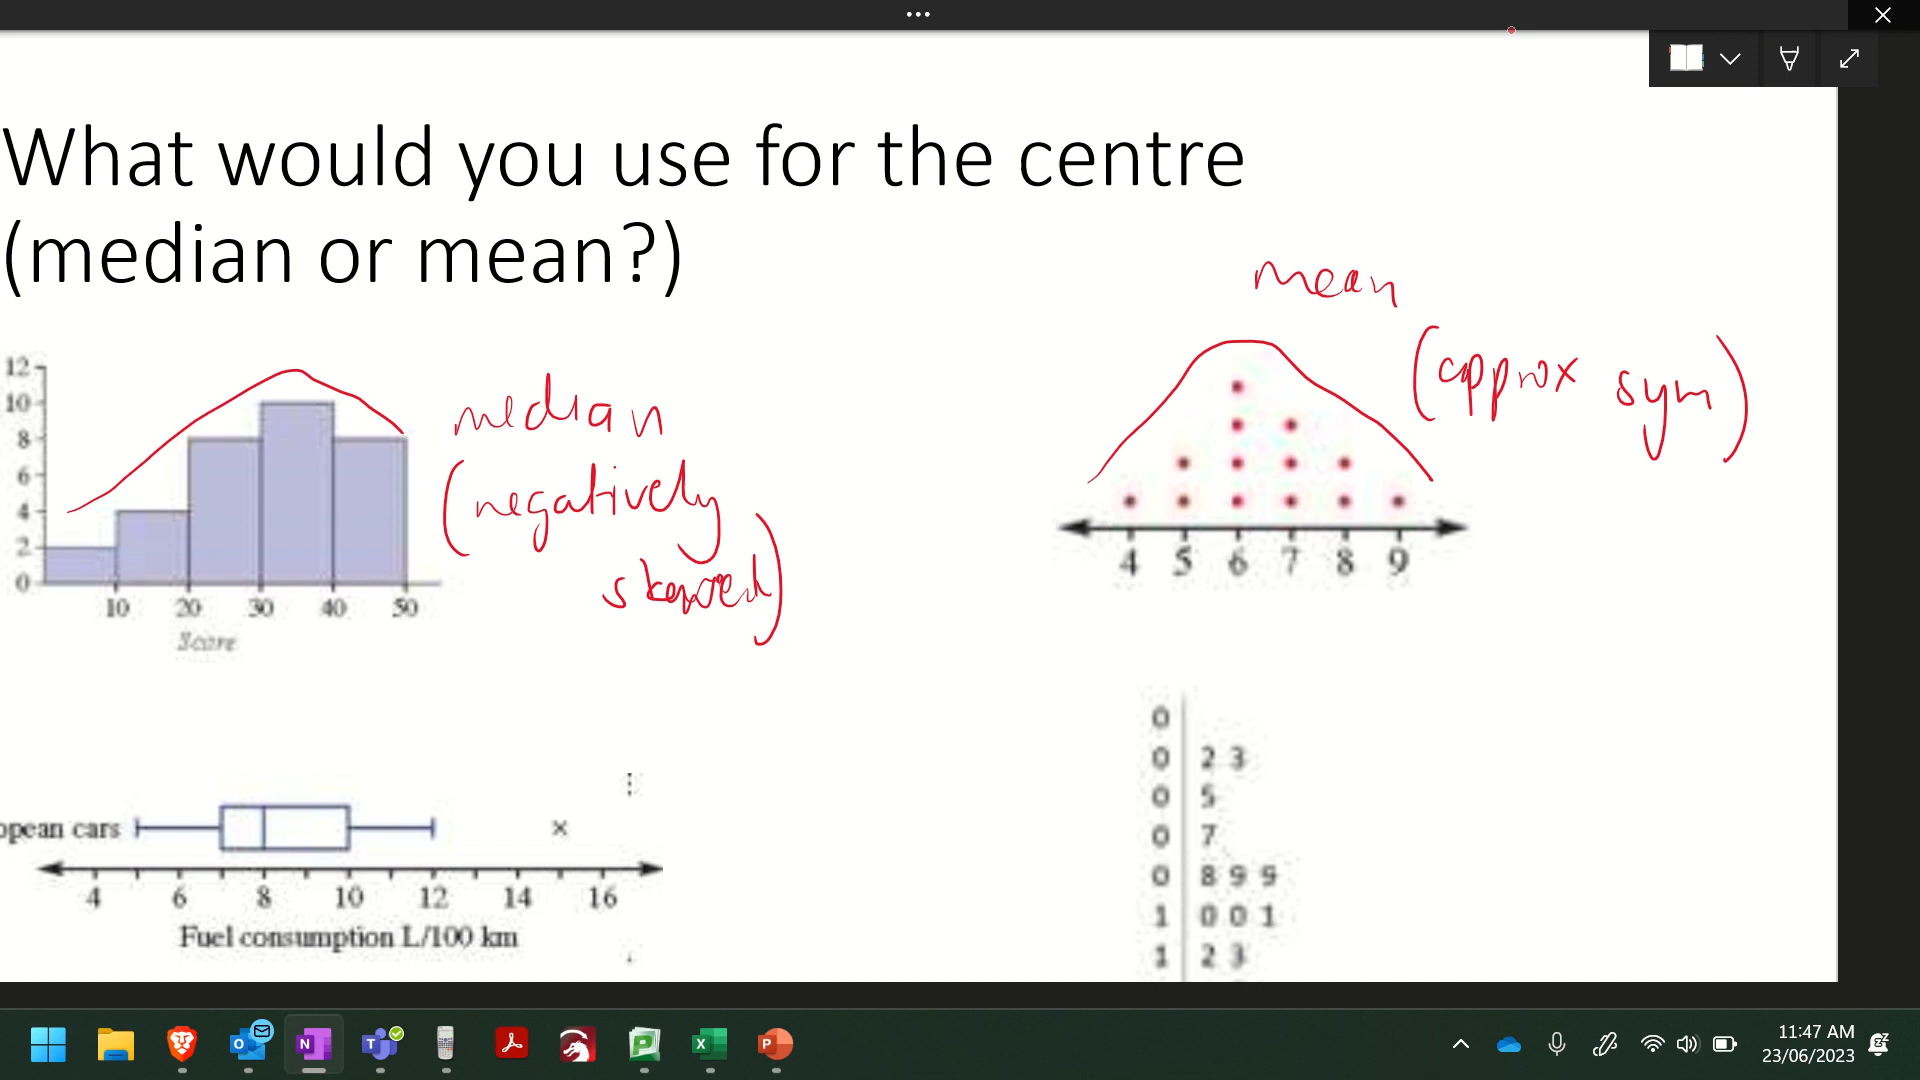 What would you use for the centre
(median or mean?)
mean
(approx sym)
12
10
8
6
4
2
0
10 20 30 40 50
Score
median
(negatively
skewed)
4 5 6 7 8 9
opean cars
×
4 6 8 10 12 14 16
Fuel consumption L/100 km
0
0 2 3
0 5
0 7
0 8 9 9
1 0 0 1
1 2 3
11:47 AM
23/06/2023